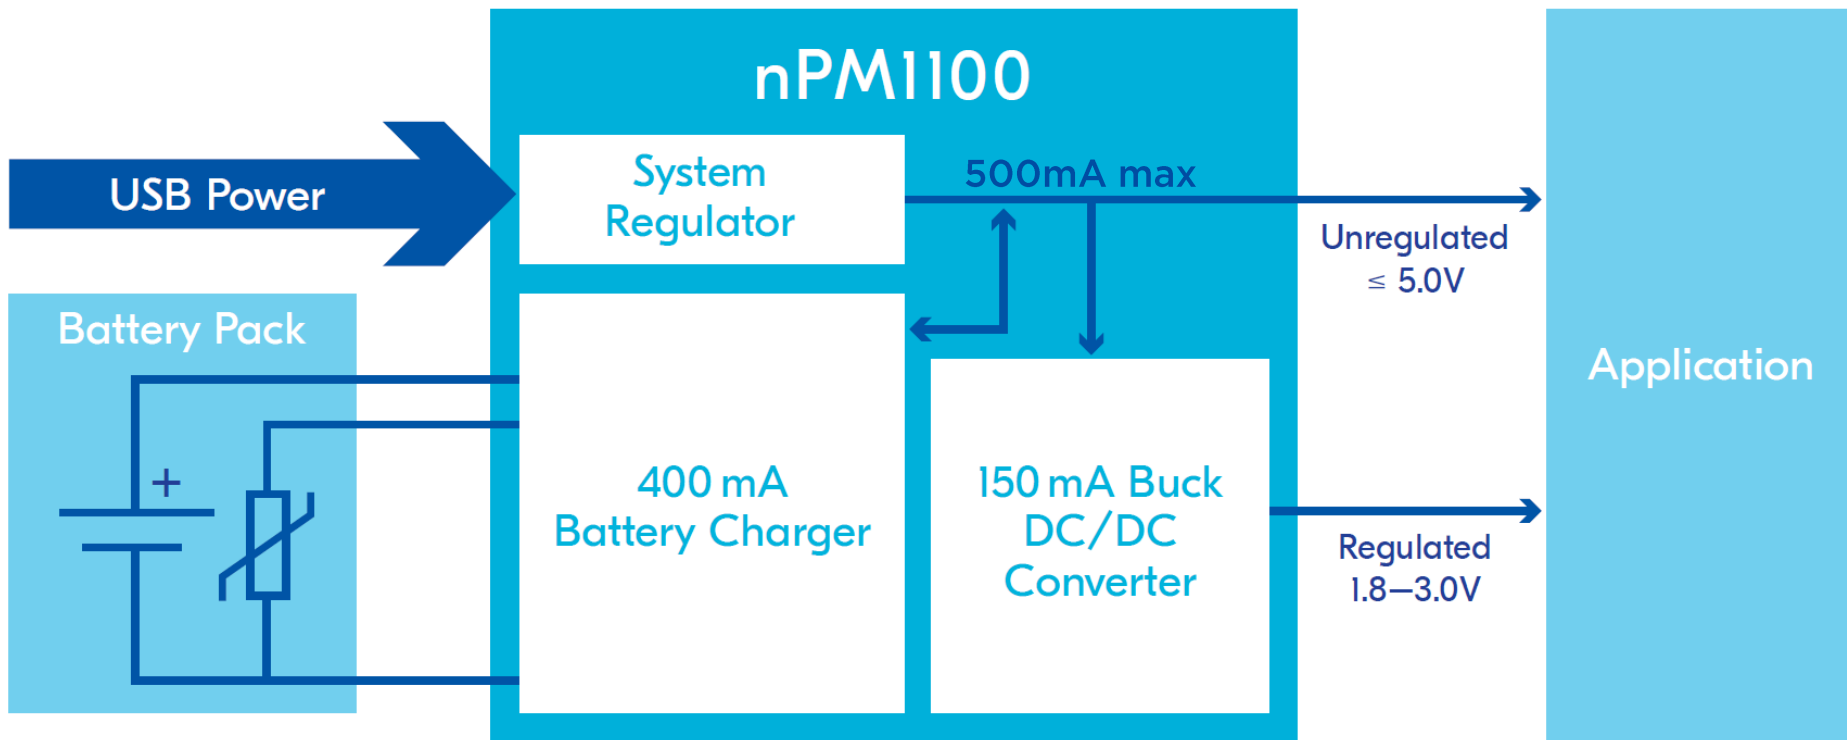 nPM1100
USB Power
System
Regulator
500mA max
Unregulated
≤ 5.0V
Battery Pack
+
400 mA
Battery Charger
150 mA Buck
DC/DC
Converter
Regulated
1.8–3.0V
Application